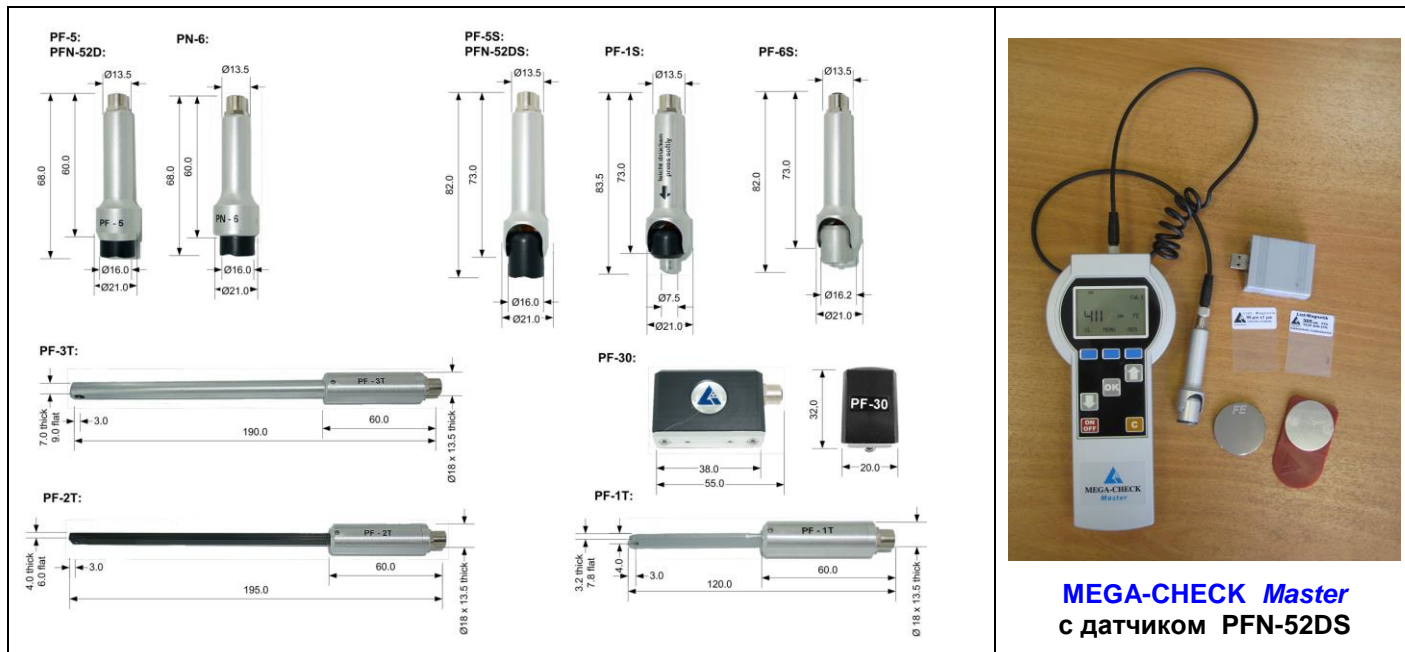 PF-5:
PFN-52D:
Ø13.5
68.0
60.0
PF - 5
Ø16.0
Ø21.0
PN-6:
Ø13.5
68.0
60.0
PN - 6
Ø16.0
Ø21.0
PF-5S:
PFN-52DS:
Ø13.5
82.0
73.0
Ø16.0
Ø21.0
PF-1S:
Ø13.5
83.5
73.0
leicht drücken
press softly
Ø7.5
Ø21.0
PF-6S:
Ø13.5
82.0
73.0
Ø16.2
Ø21.0
PF-3T:
PF - 3T
7.0 thick
9.0 flat
3.0
60.0
190.0
Ø18 x 13.5 thick
PF-30:
PF-30
32,0
38.0
55.0
20.0
PF-2T:
PF - 2T
4.0 thick
6.0 flat
3.0
60.0
195.0
Ø18 x 13.5 thick
PF-1T:
PF - 1T
3.2 thick
7.8 flat
4.0
3.0
60.0
120.0
Ø 18 x 13.5 thick
411 µm
OK
ON
OFF
C
MEGA-CHECK
Master
List-Magnetik
FE
MEGA-CHECK Master
с датчиком PFN-52DS